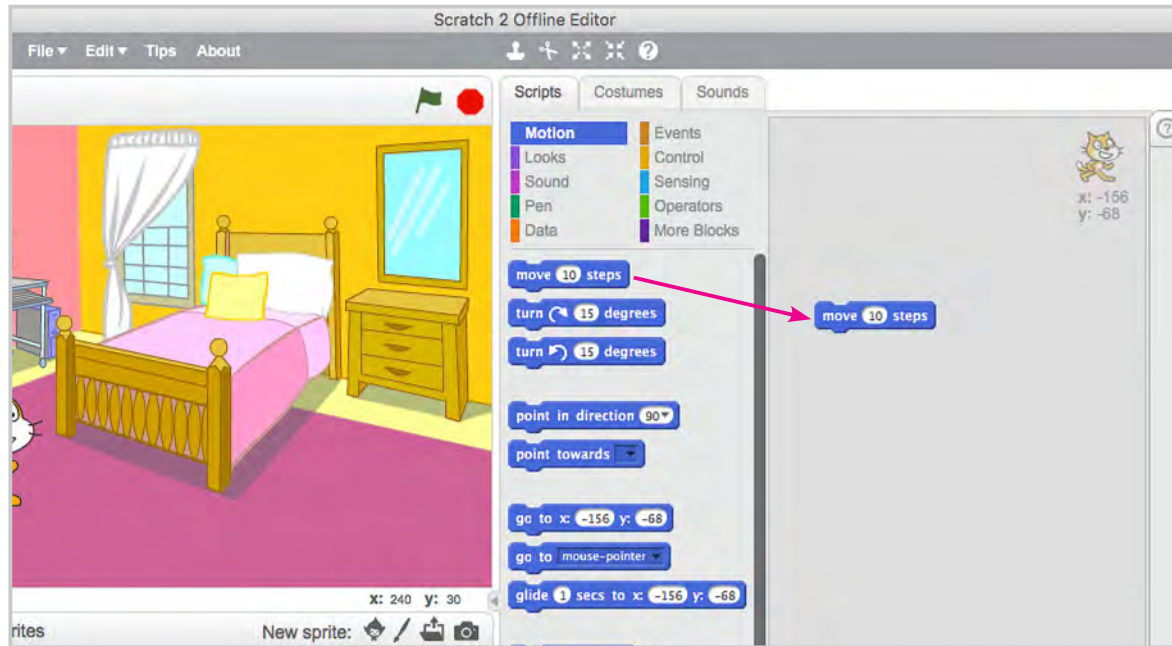 Scratch 2 Offline Editor
File Edit Tips About
Scripts Costumes Sounds
Motion Events
Looks Control
Sound Sensing
Pen Operators
Data More Blocks
x: -156
y: -68
move 10 steps
move 10 steps
turn 15 degrees
turn 15 degrees
point in direction 90
point towards
go to x: -156 y: -68
go to mouse-pointer
glide 1 secs to x: -156 y: -68
x: 240 y: 30
rites New sprite: